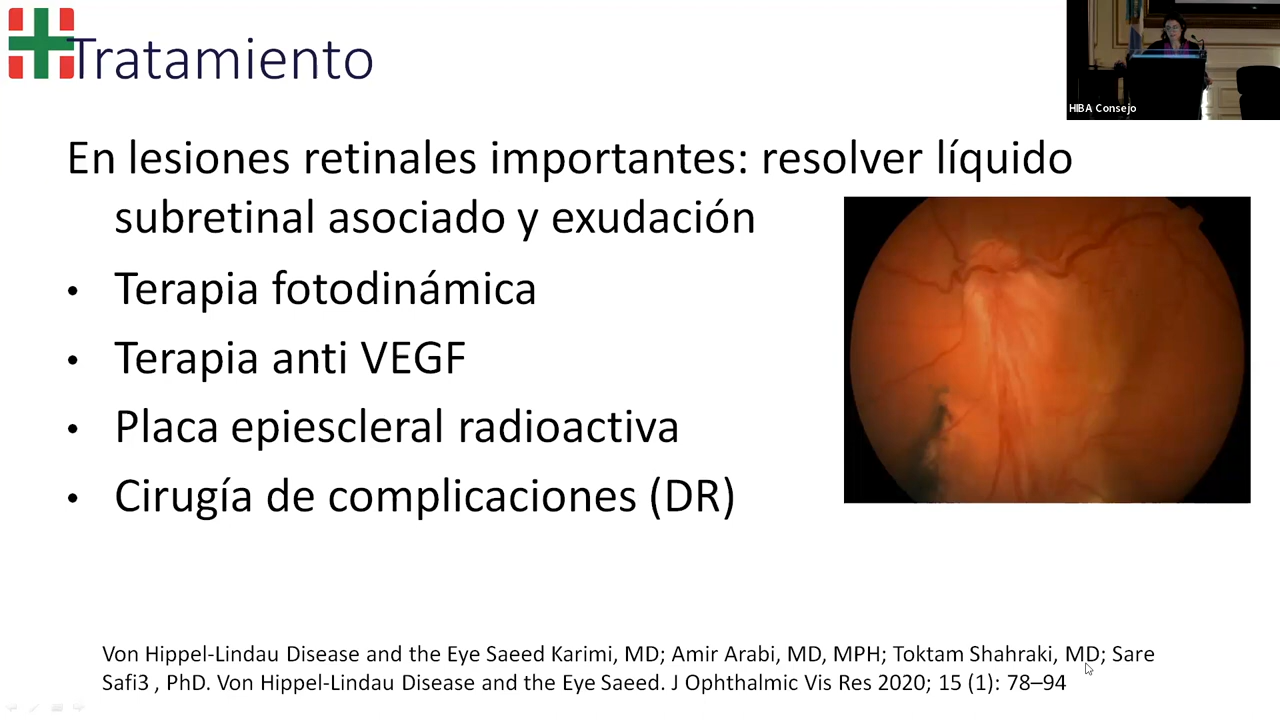 Tratamiento
HIBA Consejo
En lesiones retinales importantes: resolver líquido
subretinal asociado y exudación
• Terapia fotodinámica
• Terapia anti VEGF
• Placa epiescleral radioactiva
• Cirugía de complicaciones (DR)
Von Hippel-Lindau Disease and the Eye Saeed Karimi, MD; Amir Arabi, MD, MPH; Toktam Shahraki, MD; Sare
Safi3 , PhD. Von Hippel-Lindau Disease and the Eye Saeed. J Ophthalmic Vis Res 2020; 15 (1): 78–94